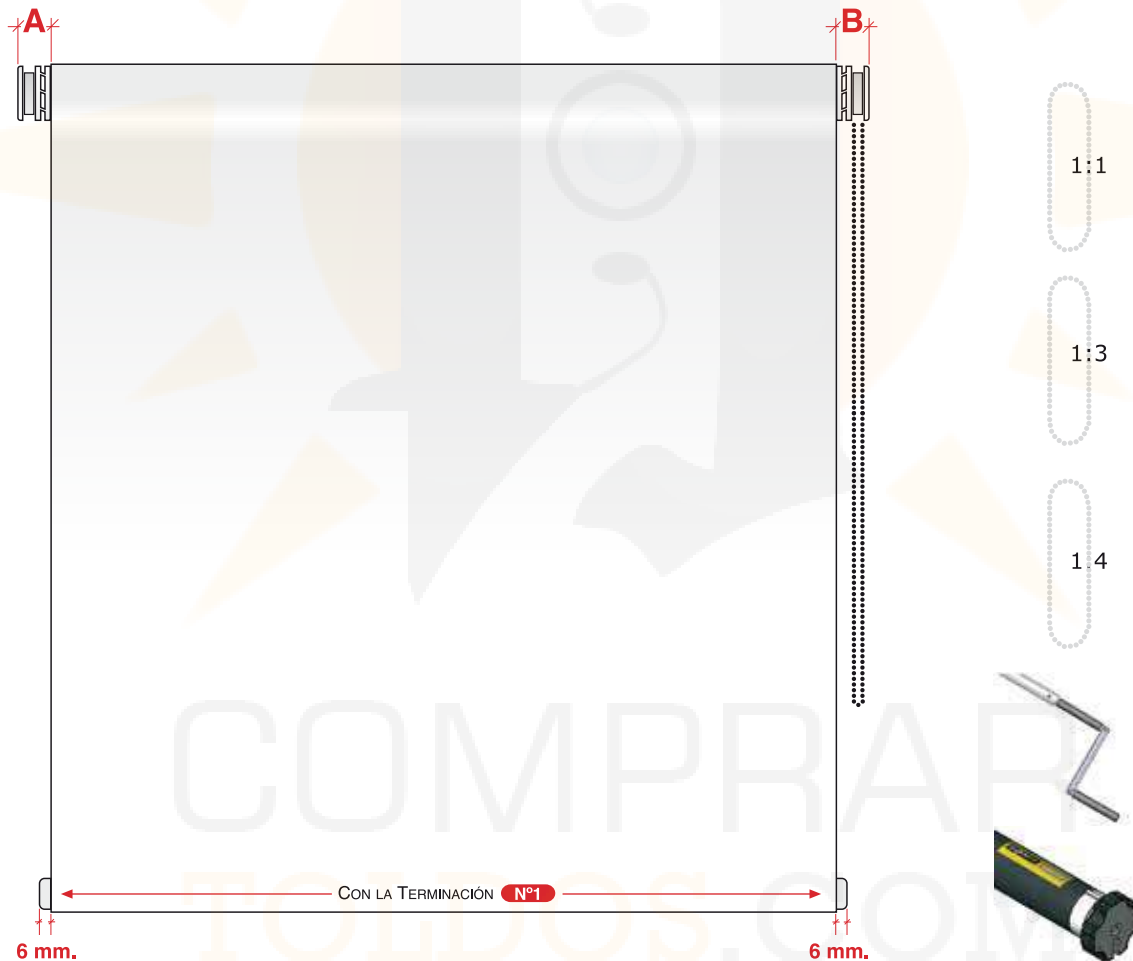 A B
1:1
1:3
1:4
CON LA TERMINACIÓN Nº1
6 mm. 6 mm.
COMPRAR
TOLDOS.COM